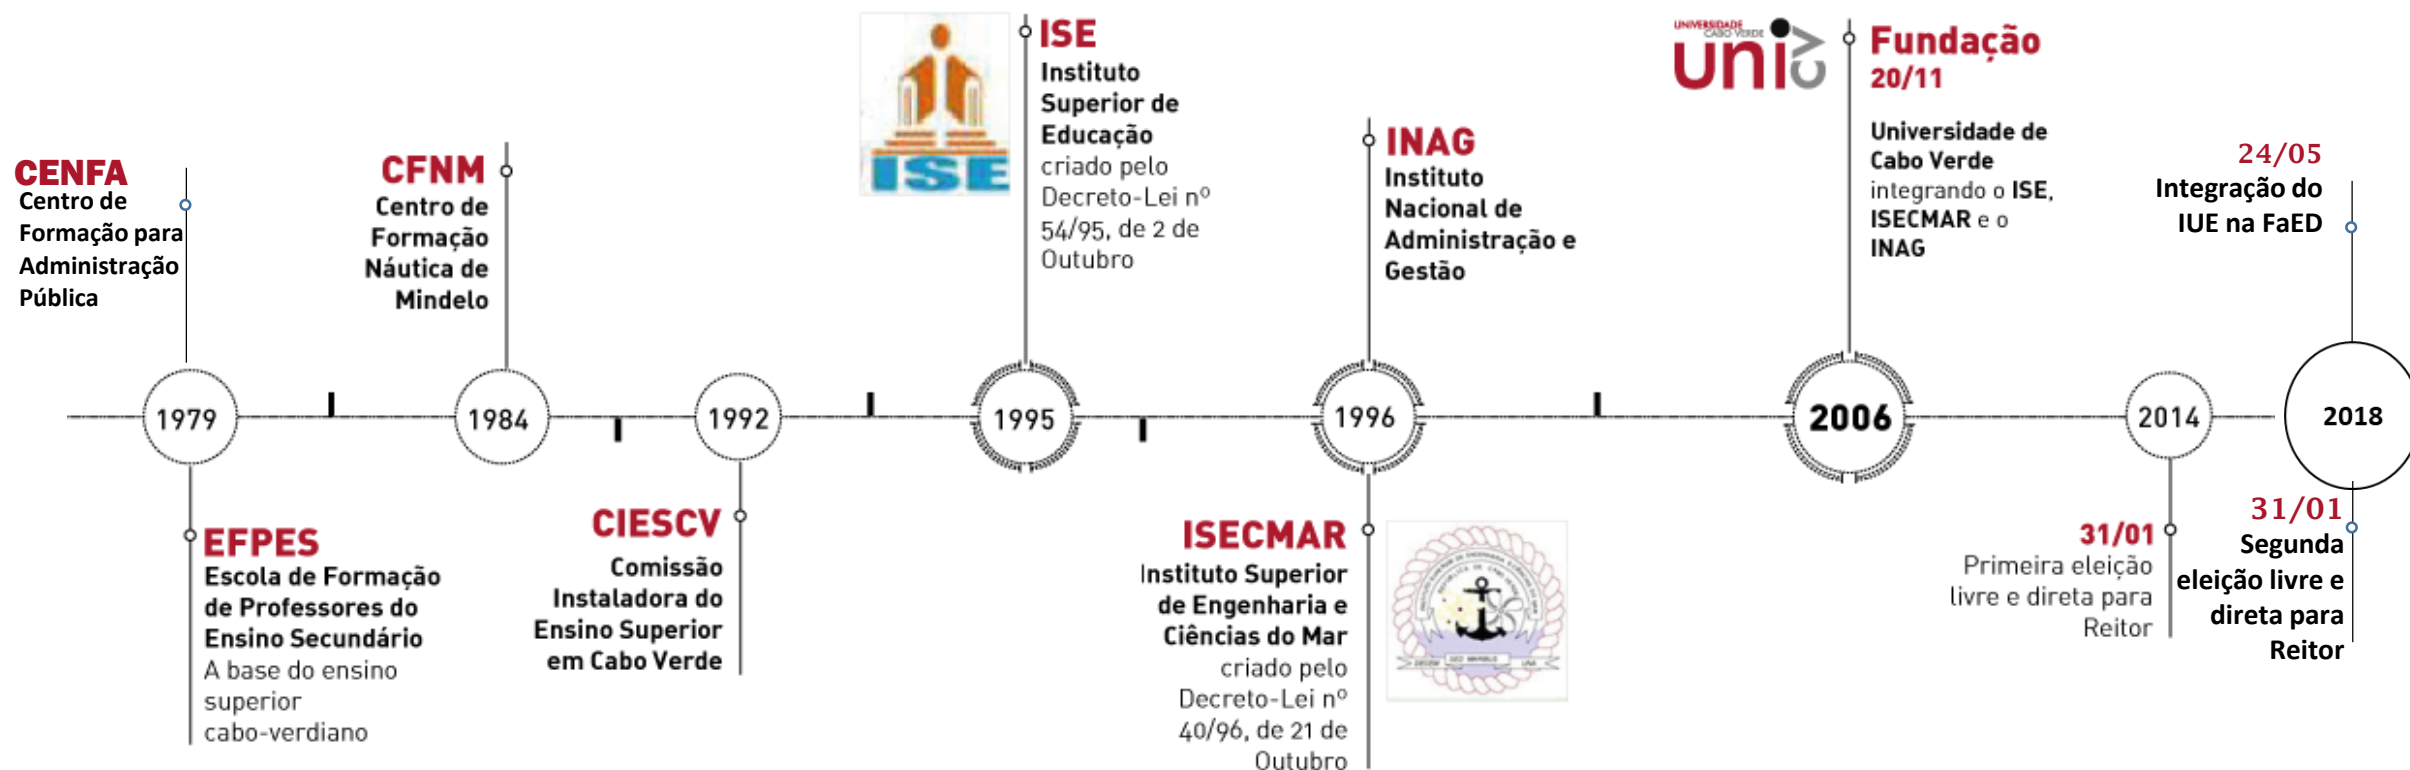 CENFA
Centro de
Formação para
Administração
Pública
1979
EFPES
Escola de Formação
de Professores do
Ensino Secundário
A base do ensino
superior
cabo-verdiano
CFNM
Centro de
Formação
Náutica de
Mindelo
1984
1992
CIESCV
Comissão
Instaladora do
Ensino Superior
em Cabo Verde
ISE
ISE
Instituto
Superior de
Educação
criado pelo
Decreto-Lei nº
54/95, de 2 de
Outubro
1995
INAG
Instituto
Nacional de
Administração e
Gestão
1996
ISECMAR
Instituto Superior
de Engenharia e
Ciências do Mar
criado pelo
Decreto-Lei nº
40/96, de 21 de
Outubro
UNIVERSIDADE
CABO VERDE
uni
cv
Fundação
20/11
Universidade de
Cabo Verde
integrando o ISE,
ISECMAR e o
INAG
2006
2014
31/01
Primeira eleição
livre e direta para
Reitor
24/05
Integração do
IUE na FaED
2018
31/01
Segunda
eleição livre e
direta para
Reitor